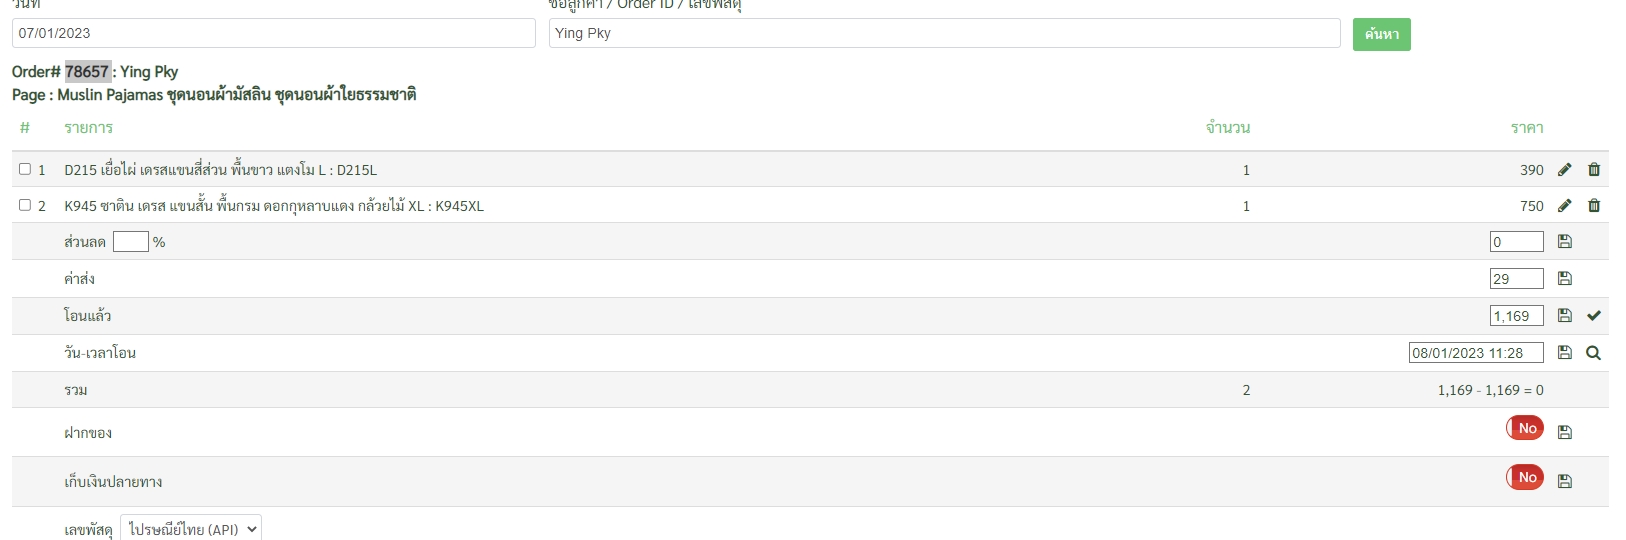 วันที่ ชื่อลูกค้า / Order ID / เลขพัสดุ
07/01/2023 Ying Pky ค้นหา
Order# 78657 : Ying Pky
Page : Muslin Pajamas ชุดนอนผ้ามัสลิน ชุดนอนผ้าใยธรรมชาติ
# รายการ จำนวน ราคา
1 D215 เยื่อไผ่ เดรสแขนสี่ส่วน พื้นขาว แตงโม L : D215L 1 390
2 K945 ซาติน เดรส แขนสั้น พื้นกรม ดอกกุหลาบแดง กล้วยไม้ XL : K945XL 1 750
ส่วนลด % 0
ค่าส่ง 29
โอนแล้ว 1,169
วัน-เวลาโอน 08/01/2023 11:28
รวม 2 1,169 - 1,169 = 0
ฝากของ No
เก็บเงินปลายทาง No
เลขพัสดุ ไปรษณีย์ไทย (API)